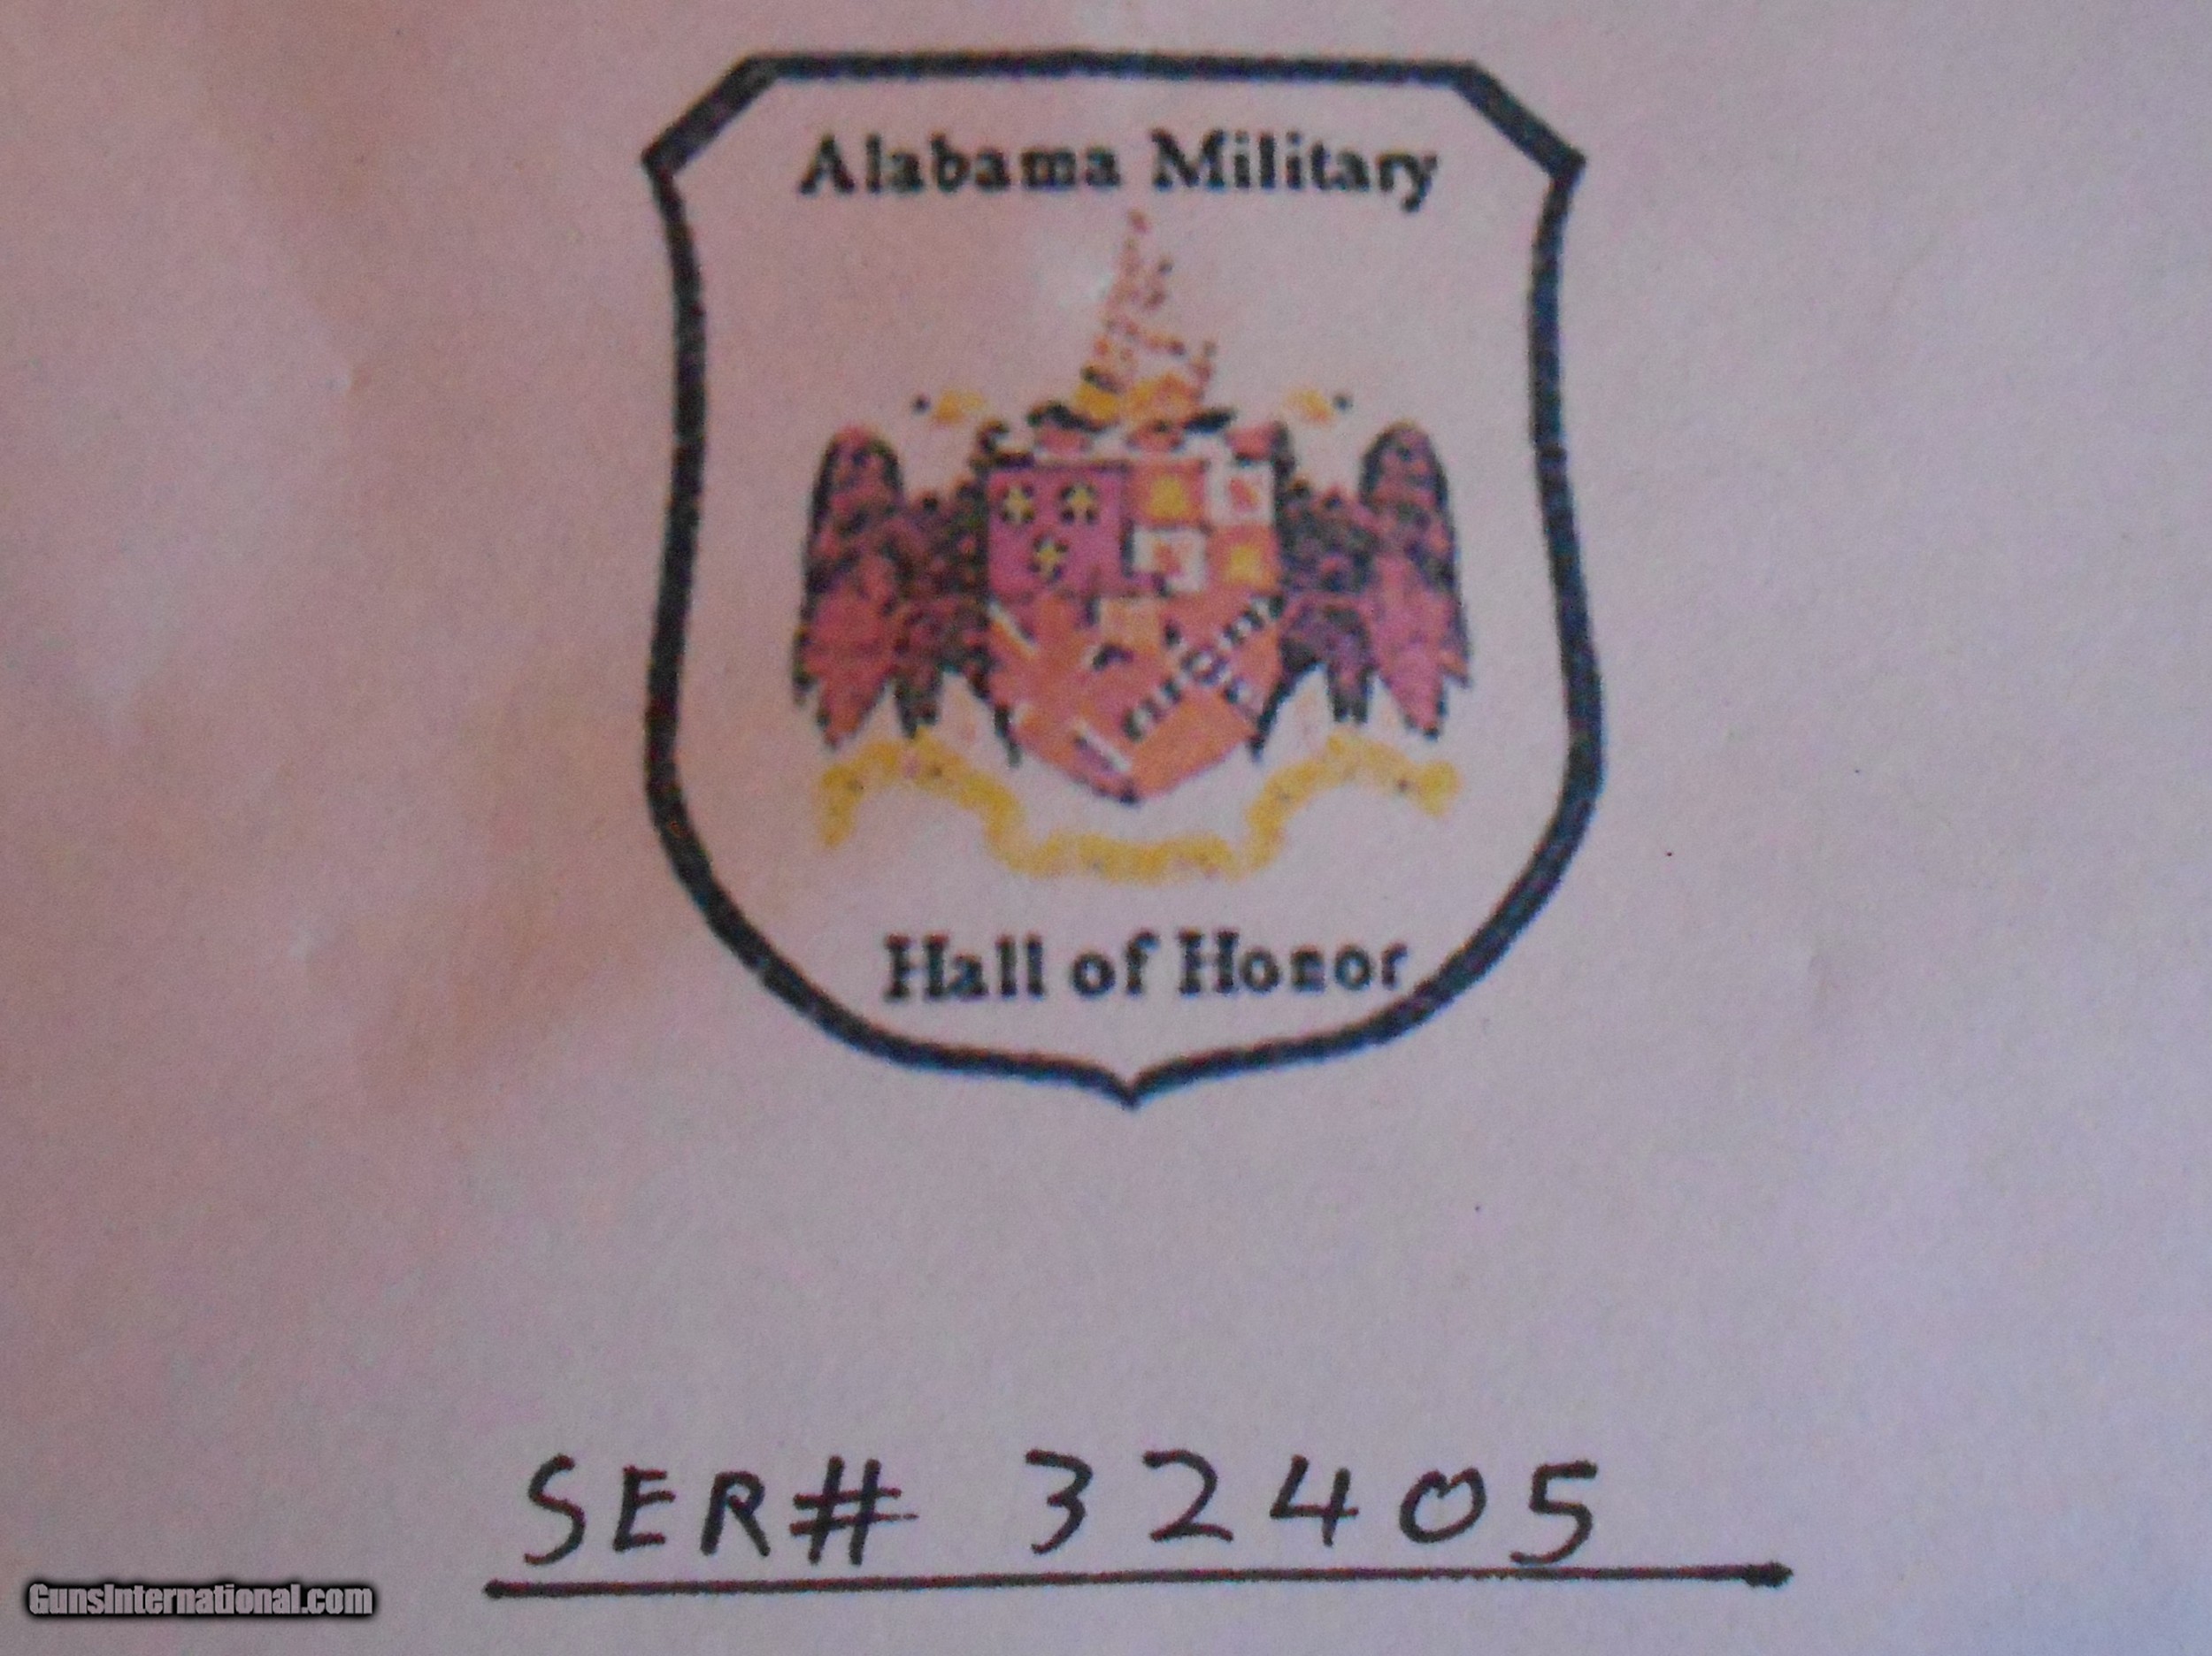 Alabama Military
Hall of Honor
SER# 32405
GunsInternational.com